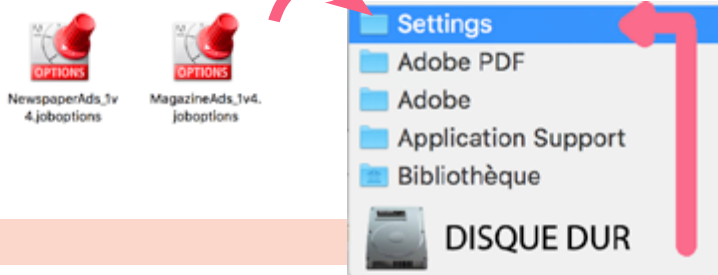 OPTIONS
NewspaperAds_1v
4.joboptions
OPTIONS
MagazineAds_1v4.
joboptions
Settings
Adobe PDF
Adobe
Application Support
Bibliothèque
DISQUE DUR